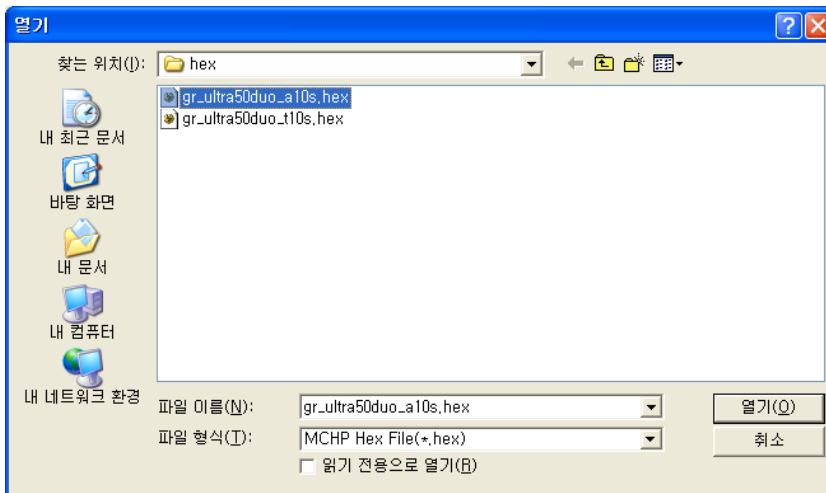 열기
찾는 위치(I):
hex
gr_ultra50duo_a10s.hex
gr_ultra50duo_t10s.hex
내 최근 문서
바탕 화면
내 문서
내 컴퓨터
내 네트워크 환경
파일 이름(N):
gr_ultra50duo_a10s.hex
열기(O)
파일 형식(T):
MCHP Hex File(*.hex)
취소
읽기 전용으로 열기(R)